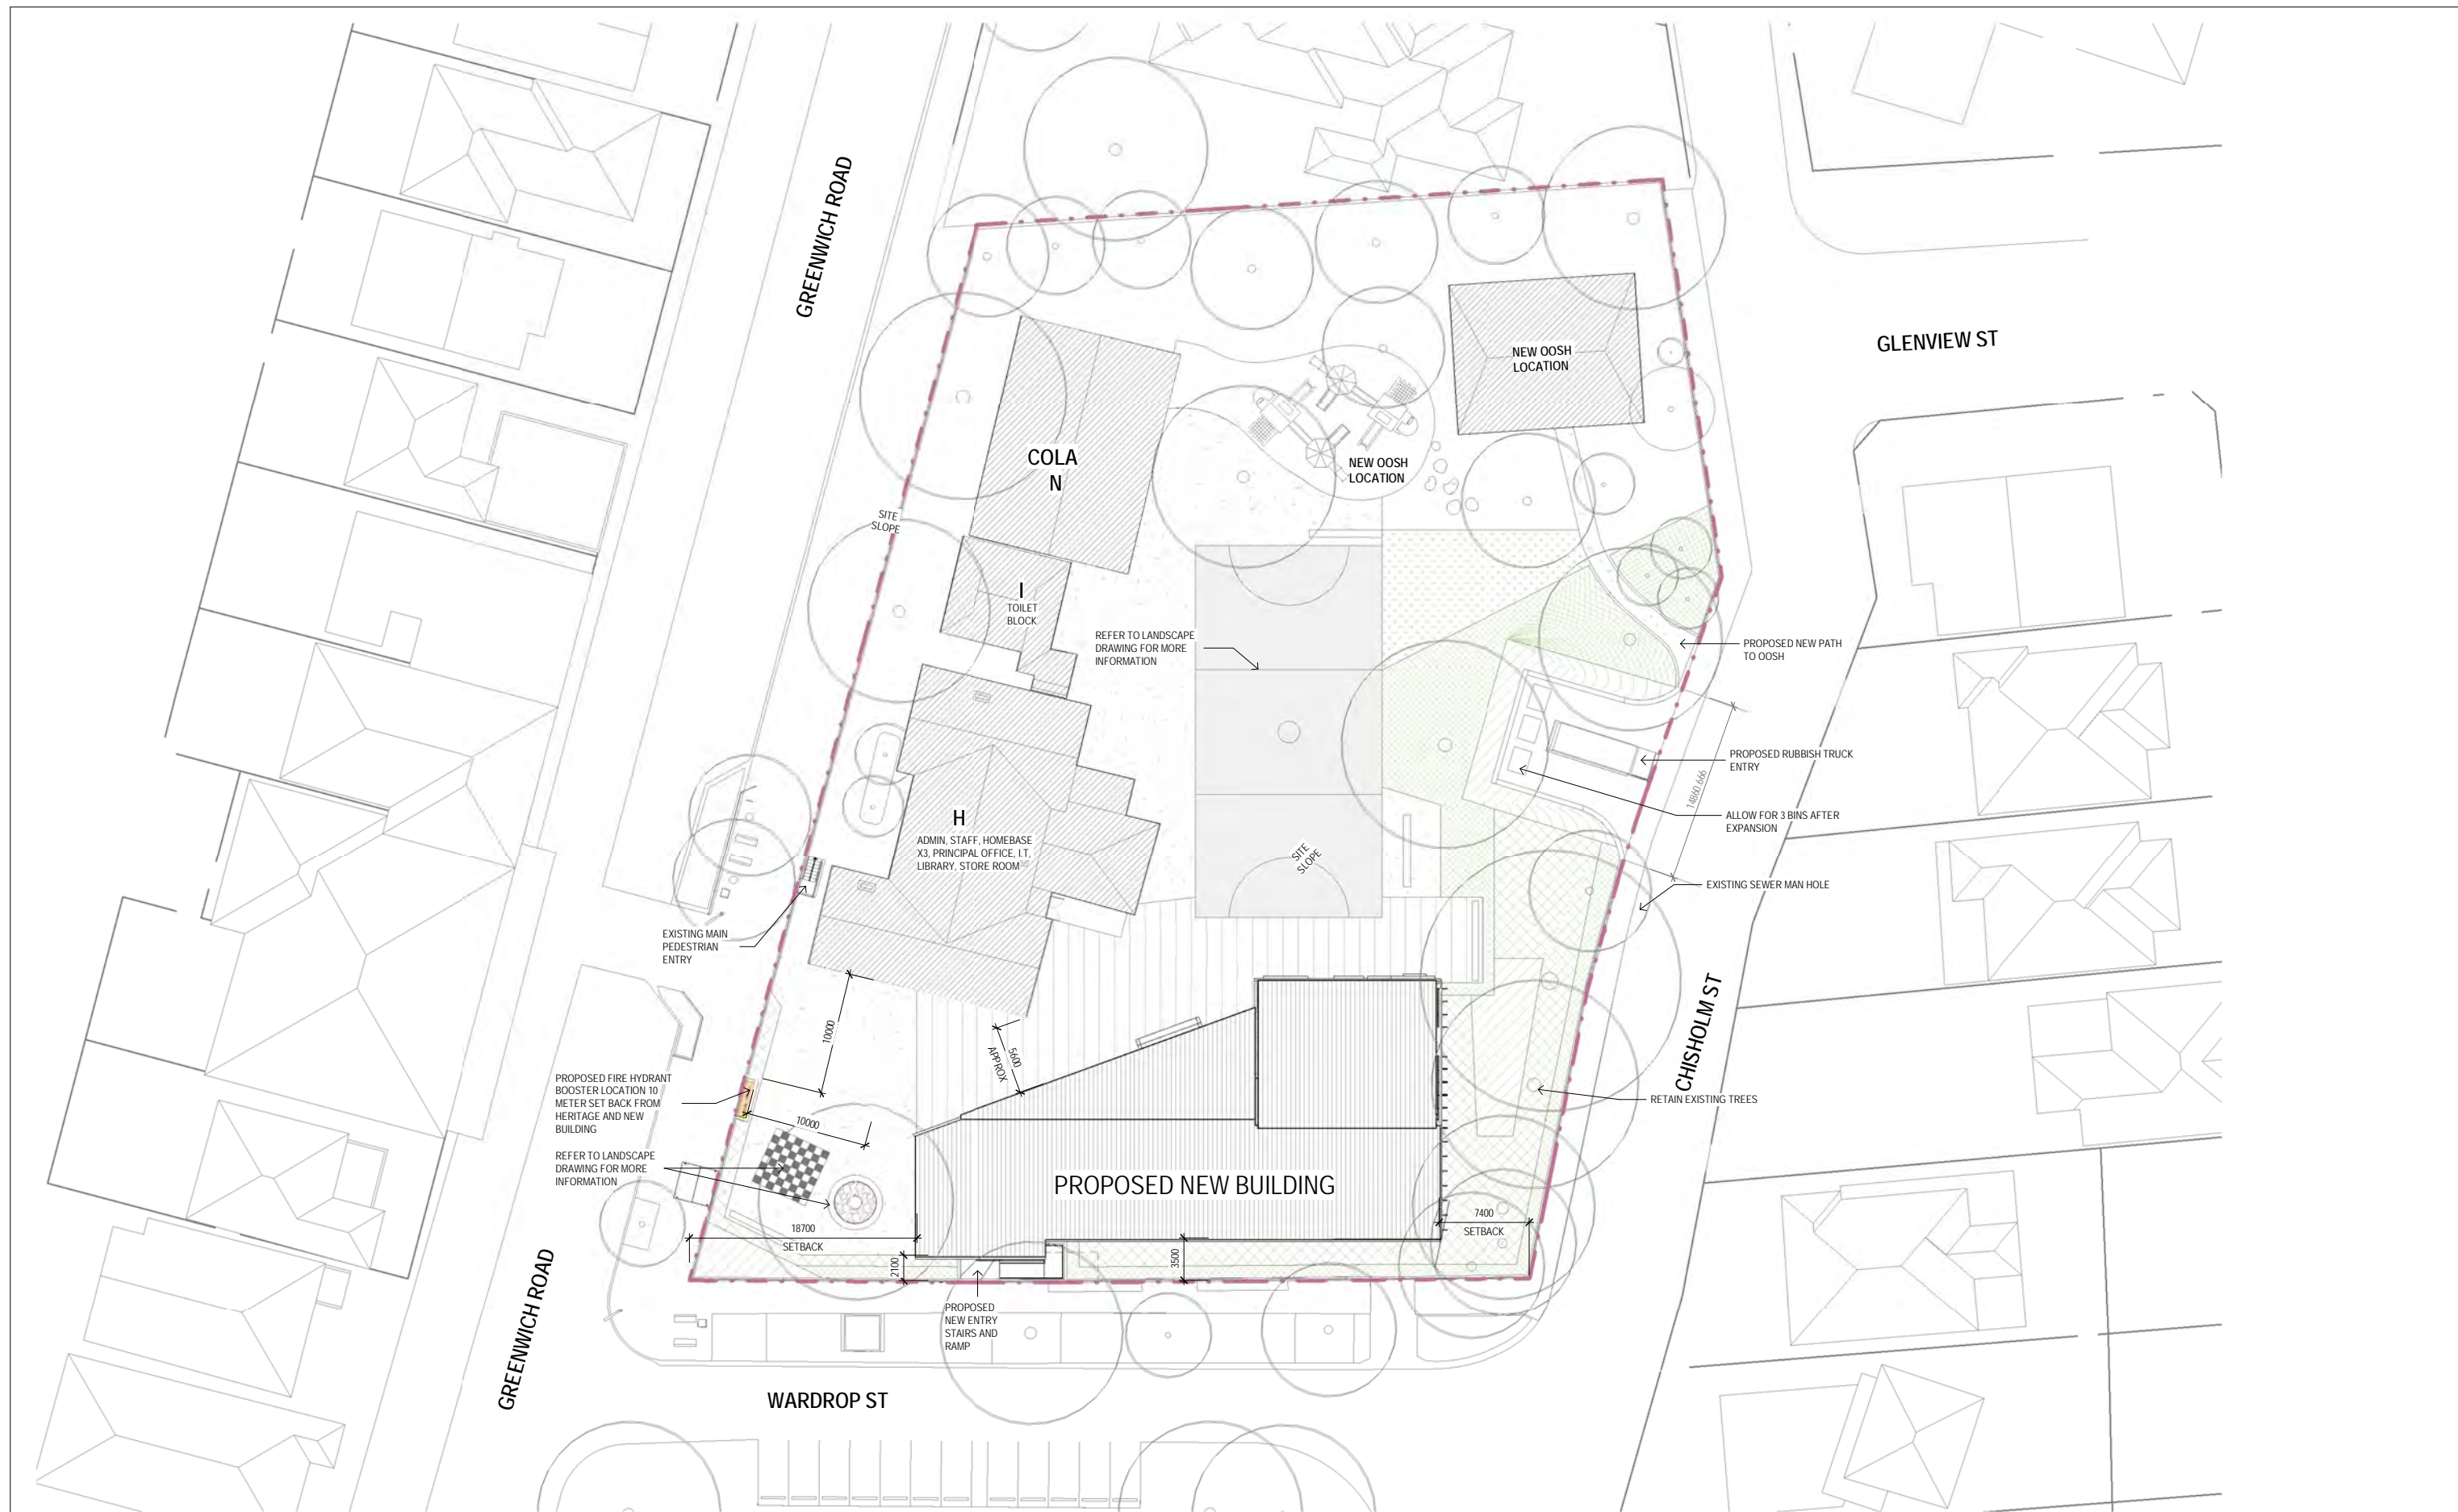 GREENWICH ROAD
GLENVIEW ST
NEW OOSH
LOCATION
COLA
N
NEW OOSH
LOCATION
SITE
SLOPE
I
TOILET
BLOCK
REFER TO LANDSCAPE
DRAWING FOR MORE
INFORMATION
PROPOSED NEW PATH
TO OOSH
PROPOSED RUBBISH TRUCK
ENTRY
14860.666
ALLOW FOR 3 BINS AFTER
EXPANSION
H
ADMIN, STAFF, HOMEBASE
X3, PRINCIPAL OFFICE, I.T,
LIBRARY, STORE ROOM
SITE
SLOPE
EXISTING SEWER MAN HOLE
EXISTING MAIN
PEDESTRIAN
ENTRY
10000
5600
APPROX
CHISHOLM ST
PROPOSED FIRE HYDRANT
BOOSTER LOCATION 10
METER SET BACK FROM
HERITAGE AND NEW
BUILDING
10000
RETAIN EXISTING TREES
REFER TO LANDSCAPE
DRAWING FOR MORE
INFORMATION
PROPOSED NEW BUILDING
18700
SETBACK
7400
SETBACK
2100
3500
PROPOSED
NEW ENTRY
STAIRS AND
RAMP
GREENWICH ROAD
WARDROP ST